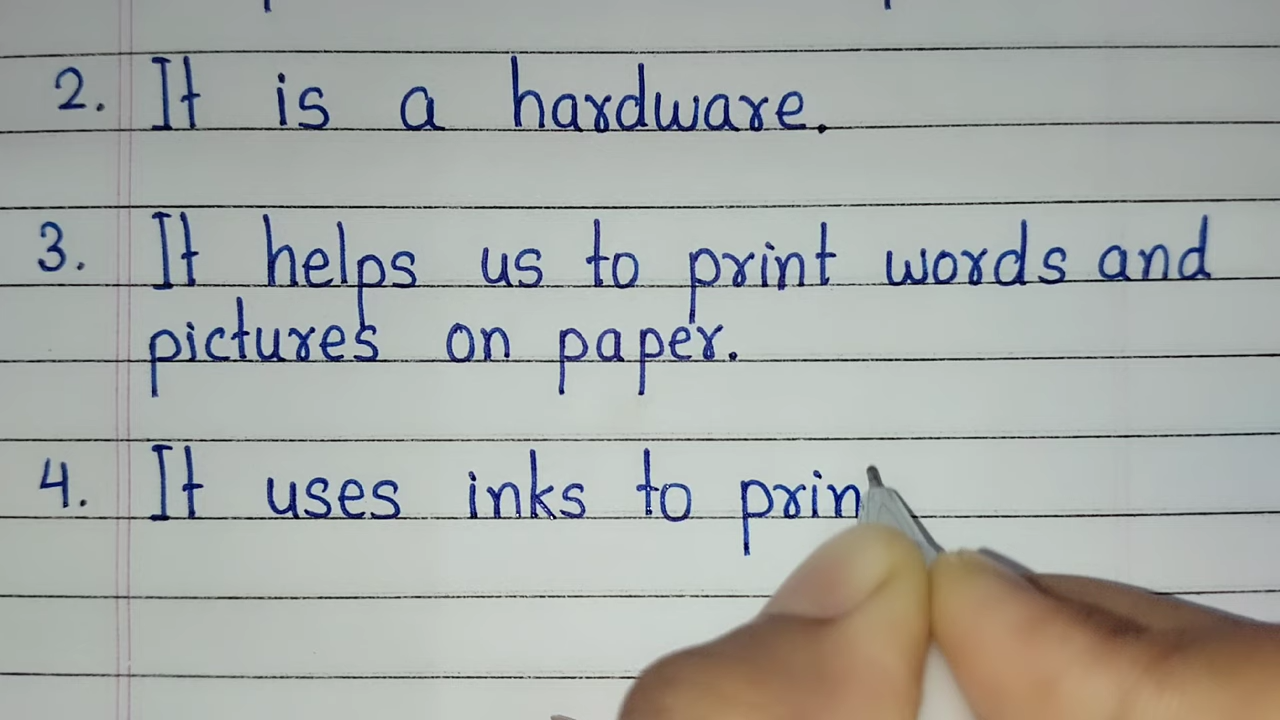 2. It is a hardware.
3. It helps us to print words and
pictures on paper.
4. It uses inks to prin